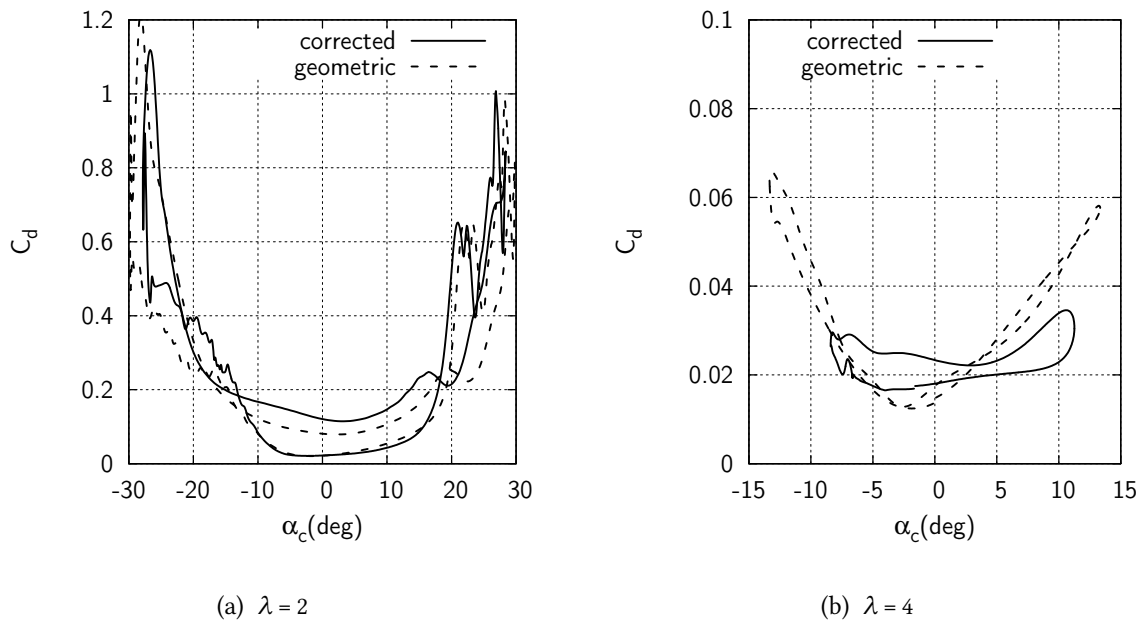 1.2
1
0.8
0.6
0.4
0.2
0
C_d
corrected
geometric
-30 -20 -10 0 10 20 30
α_c(deg)
(a) λ = 2
0.1
0.08
0.06
0.04
0.02
0
C_d
corrected
geometric
-15 -10 -5 0 5 10 15
α_c(deg)
(b) λ = 4